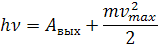 hν = Aвых + mv²max / 2